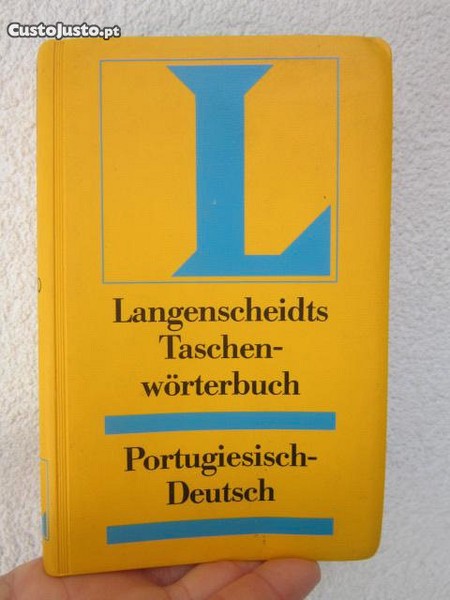 CustoJusto.pt
L
Langenscheidts
Taschen-
wörterbuch
Portugiesisch-
Deutsch